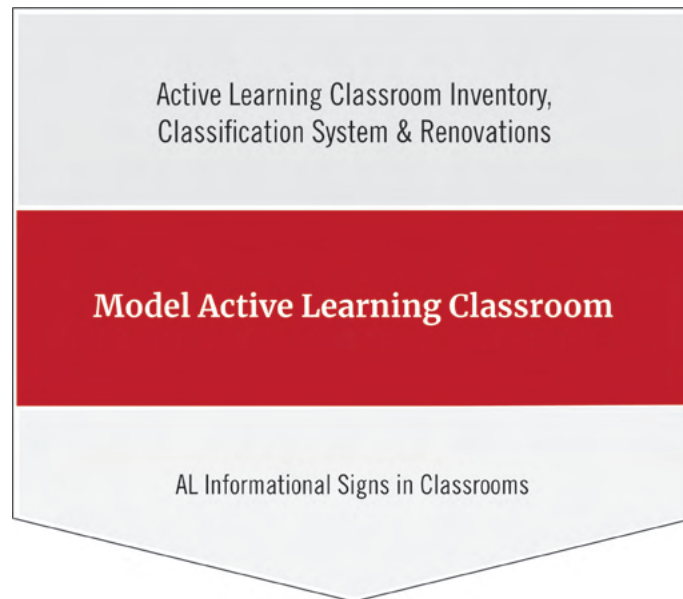 Active Learning Classroom Inventory,
Classification System & Renovations
Model Active Learning Classroom
AL Informational Signs in Classrooms